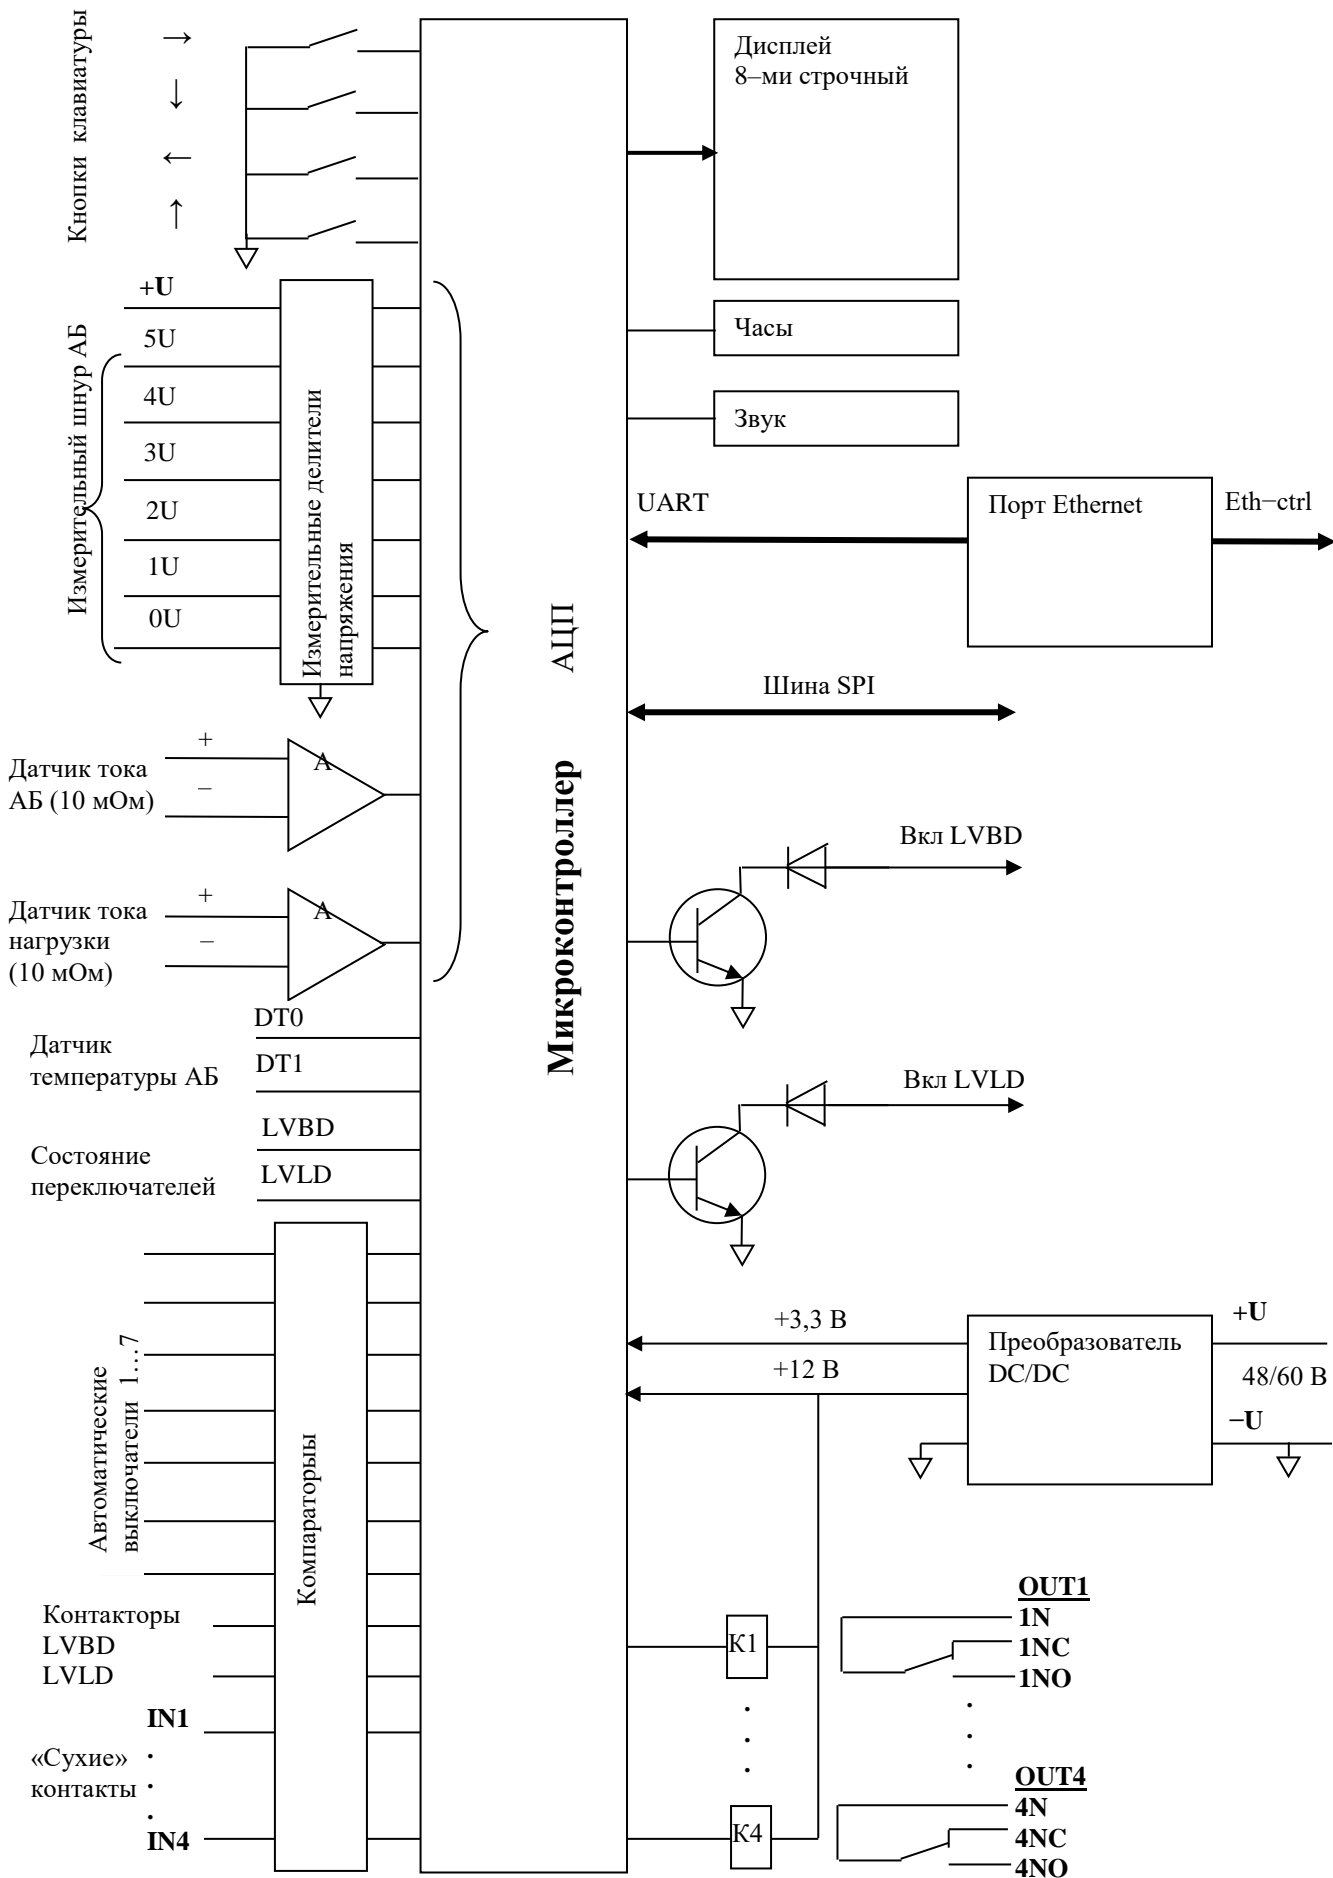 Кнопки клавиатуры
→
↓
←
↑
Дисплей
8–ми строчный
Часы
Звук
Измерительный шнур АБ
+U
5U
4U
3U
2U
1U
0U
Измерительные делители
напряжения
АЦП
Микроконтроллер
UART
Порт Ethernet
Eth−ctrl
Шина SPI
Датчик тока
АБ (10 мОм)
+
−
A
Датчик тока
нагрузки
(10 мОм)
+
−
A
Вкл LVBD
Вкл LVLD
Датчик
температуры АБ
DT0
DT1
Состояние
переключателей
LVBD
LVLD
Автоматические
выключатели 1…7
Компараторыы
Контакторы
LVBD
LVLD
«Сухие»
контакты
IN1
.
.
.
IN4
+3,3 В
+12 В
Преобразователь
DC/DC
+U
48/60 В
−U
К1
.
.
.
К4
OUT1
1N
1NC
1NO
.
.
.
OUT4
4N
4NC
4NO